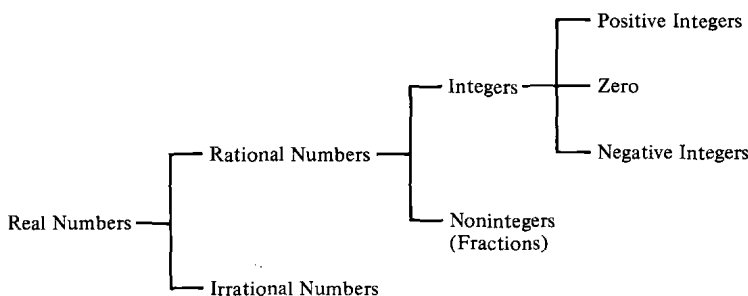 Positive Integers
Integers
Zero
Rational Numbers
Negative Integers
Real Numbers
Nonintegers
(Fractions)
Irrational Numbers